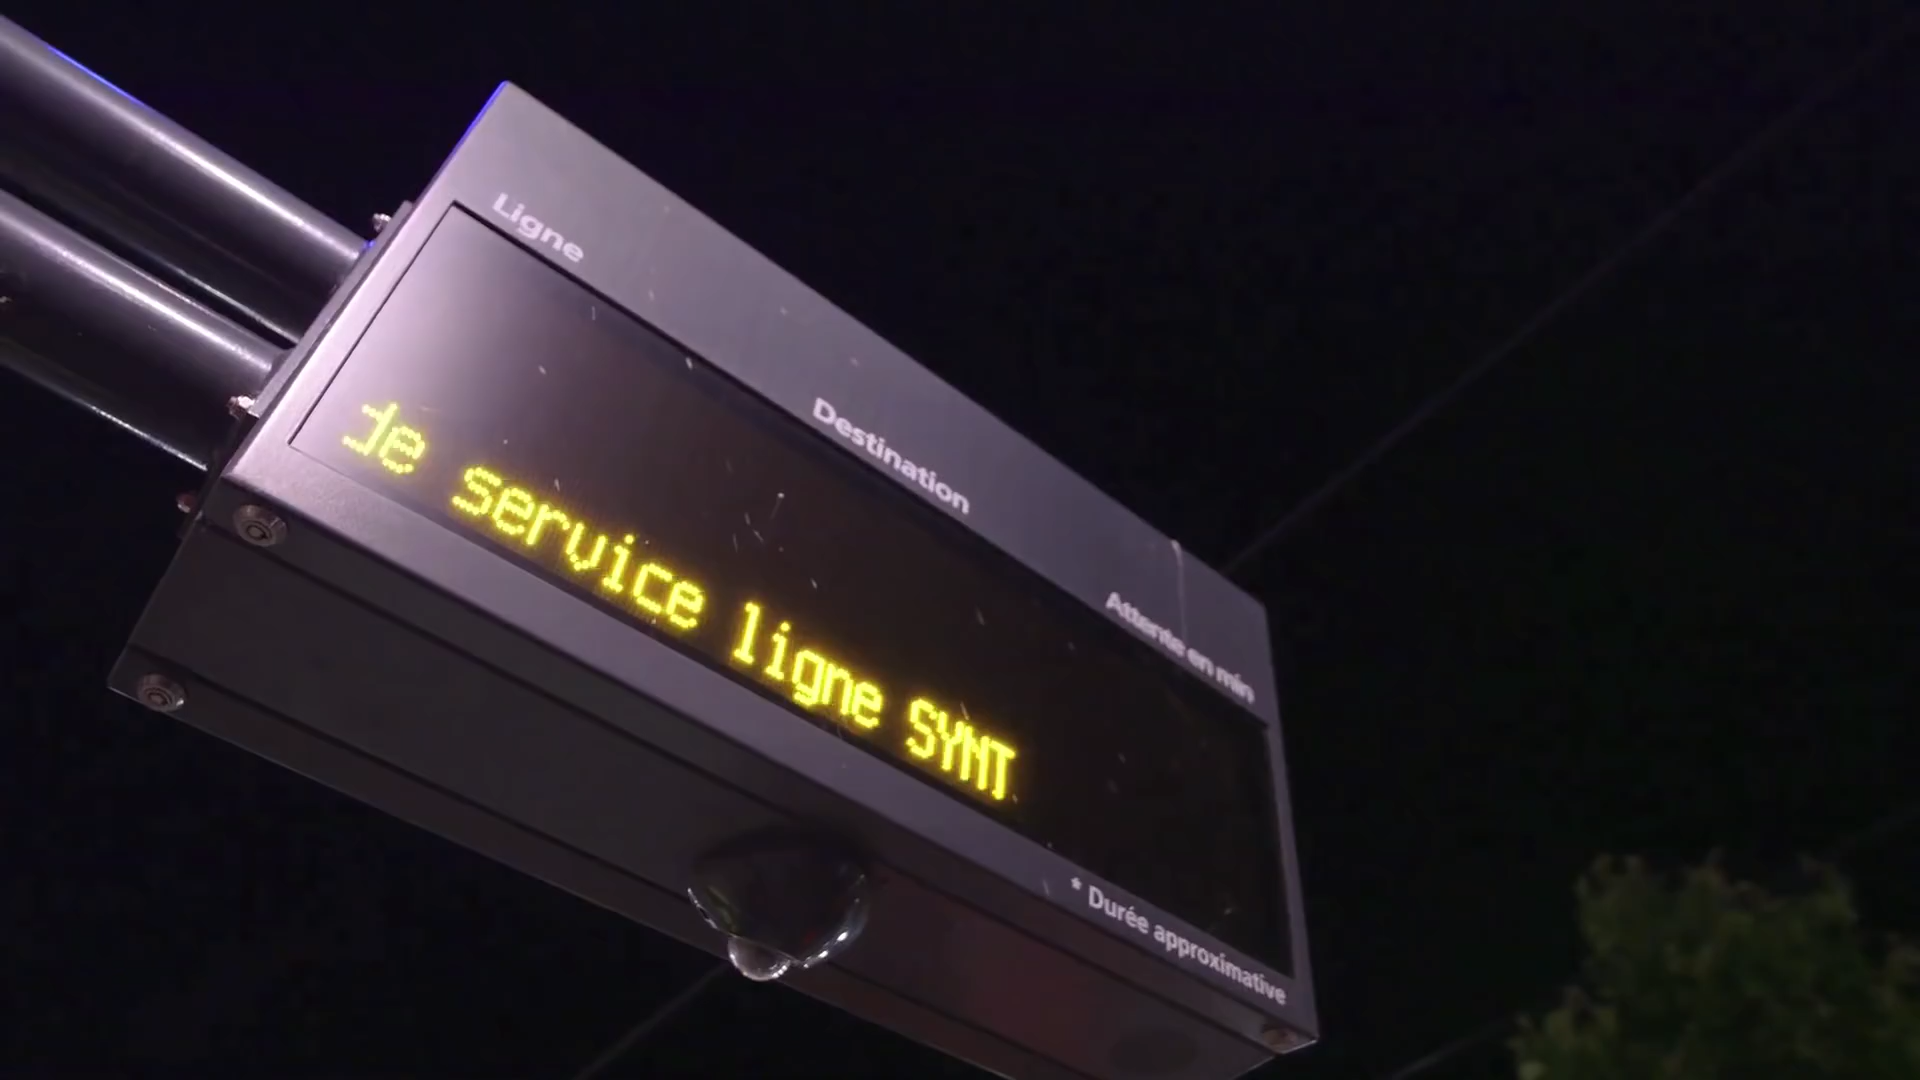 Ligne Destination Attente en min
de service ligne SYNT
* Durée approximative